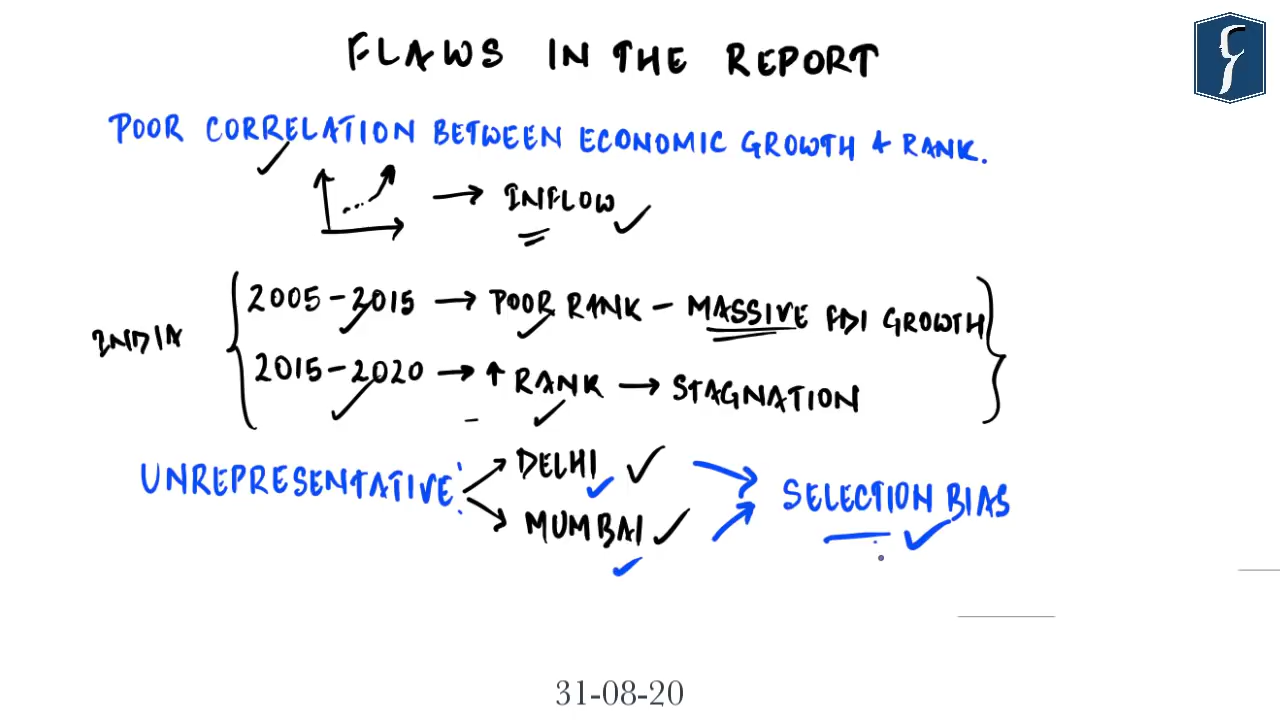 FLAWS IN THE REPORT
POOR CORRELATION BETWEEN ECONOMIC GROWTH & RANK.
→ INFLOW
INDIA
2005-2015 → POOR RANK - MASSIVE FDI GROWTH
2015-2020 → ↑ RANK → STAGNATION
UNREPRESENTATIVE:
DELHI
MUMBAI
SELECTION BIAS
31-08-20